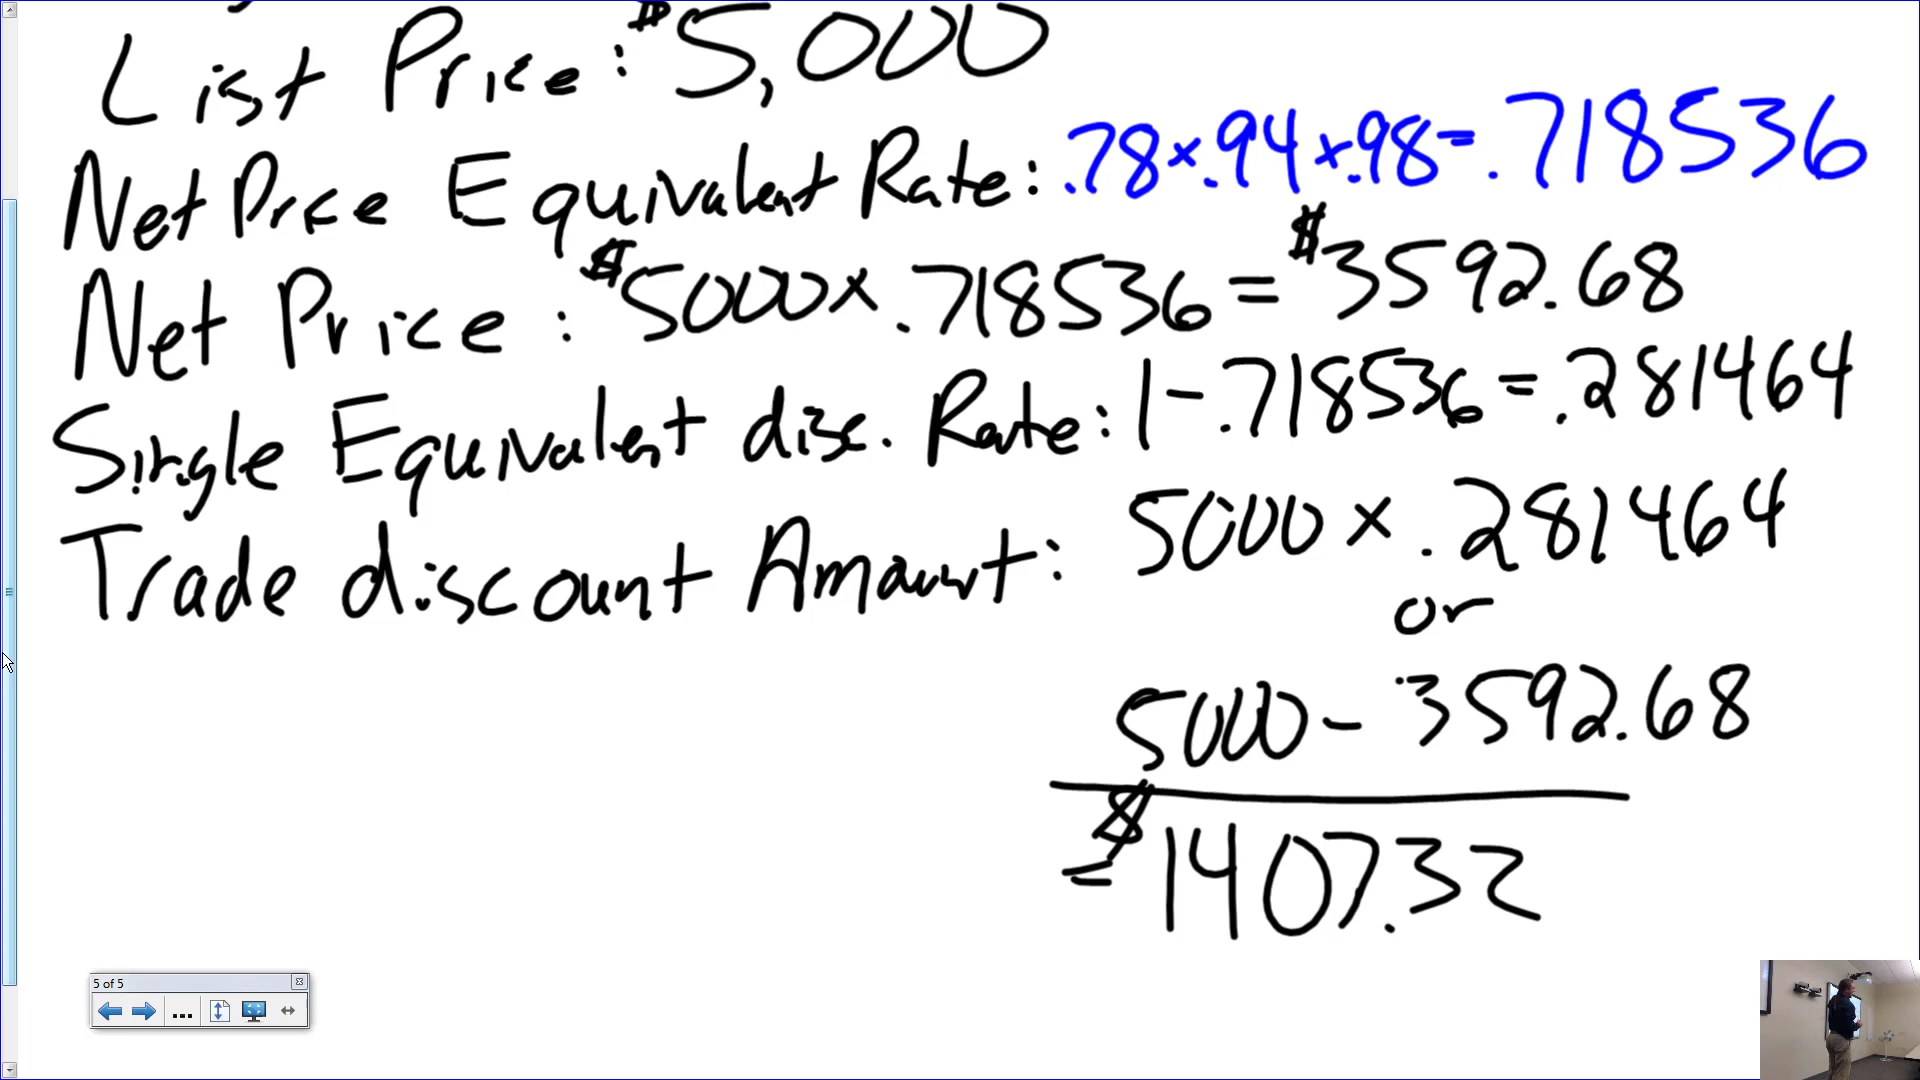 List Price: $5,000
Net Price Equivalent Rate: .78×.94×.98=.718536
Net Price: $5000×.718536=$3592.68
Single Equivalent disc. Rate: 1-.718536=.281464
Trade discount Amount: 5000×.281464
or
5000-3592.68
=$1407.32
5 of 5
...